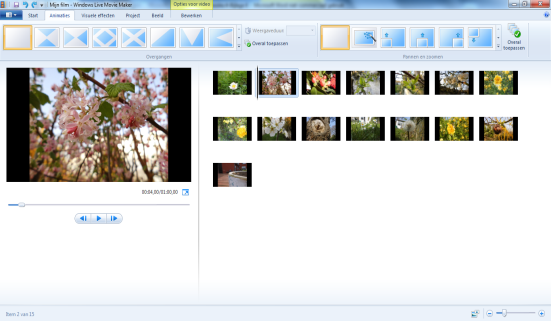 Mijn film - Windows Live Movie Maker
Opties voor video
Start Animaties Visuele effecten Project Beeld Bewerken
Weergaveduur:
Overal toepassen
Overal toepassen
Overgangen
Pannen en zoomen
00:04,00/01:00,00
Item 2 van 15